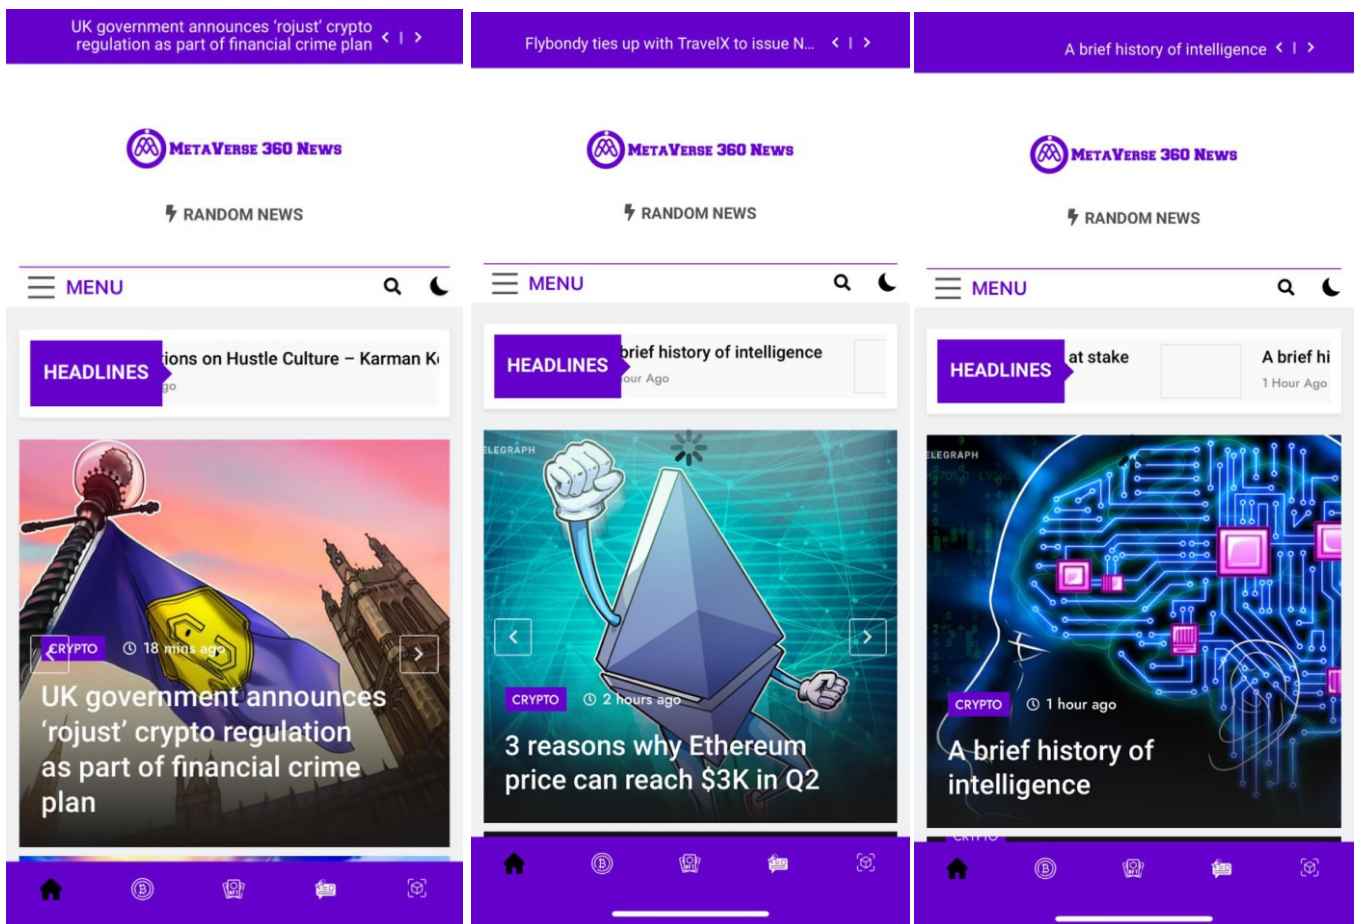 UK government announces ‘rojust’ crypto
regulation as part of financial crime plan
METAVERSE 360 NEWS
RANDOM NEWS
MENU
HEADLINES
tions on Hustle Culture – Karman K
go
CRYPTO
18 mins ago
UK government announces
‘rojust’ crypto regulation
as part of financial crime
plan
Flybondy ties up with TravelX to issue N...
METAVERSE 360 NEWS
RANDOM NEWS
MENU
HEADLINES
brief history of intelligence
our Ago
ELEGRAPH
CRYPTO
2 hours ago
3 reasons why Ethereum
price can reach $3K in Q2
A brief history of intelligence
METAVERSE 360 NEWS
RANDOM NEWS
MENU
HEADLINES
at stake
A brief hi
1 Hour Ago
ELEGRAPH
CRYPTO
1 hour ago
A brief history of
intelligence
CRYPTO